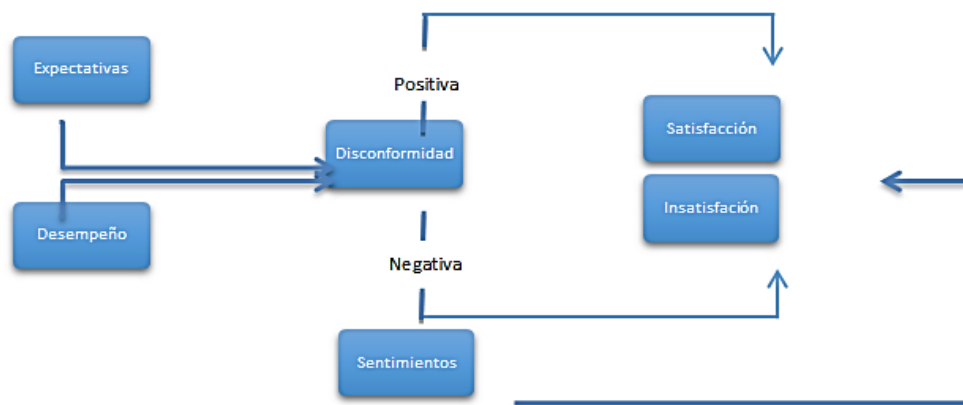 Expectativas
Positiva
Disconformidad
Satisfacción
Desempeño
Insatisfación
Negativa
Sentimientos